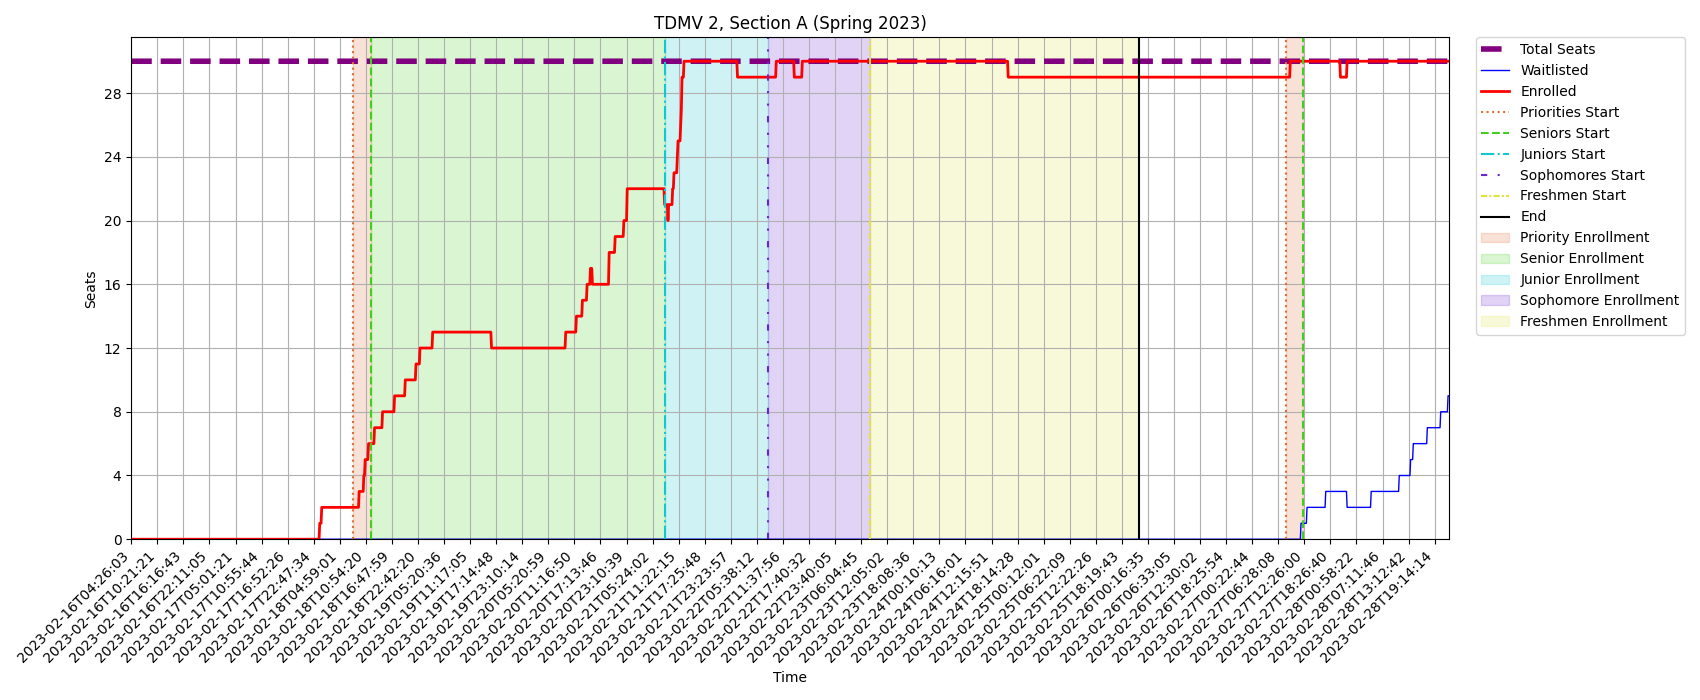 TDMV 2, Section A (Spring 2023)
Seats
28
24
20
16
12
8
4
0
2023-02-16T04:26:03
2023-02-16T10:21:21
2023-02-16T16:16:43
2023-02-16T22:11:05
2023-02-17T05:01:21
2023-02-17T10:55:44
2023-02-17T16:52:26
2023-02-17T22:47:34
2023-02-18T04:59:01
2023-02-18T10:54:20
2023-02-18T16:47:59
2023-02-18T22:42:20
2023-02-19T05:20:36
2023-02-19T11:17:05
2023-02-19T17:14:48
2023-02-19T23:10:14
2023-02-20T05:20:59
2023-02-20T11:16:50
2023-02-20T17:13:46
2023-02-20T23:10:39
2023-02-21T05:24:02
2023-02-21T11:22:15
2023-02-21T17:25:48
2023-02-21T23:23:57
2023-02-22T05:38:12
2023-02-22T11:37:56
2023-02-22T17:40:32
2023-02-22T23:40:05
2023-02-23T06:04:45
2023-02-23T12:05:02
2023-02-23T18:08:36
2023-02-24T00:10:13
2023-02-24T06:16:01
2023-02-24T12:15:51
2023-02-24T18:14:28
2023-02-25T00:12:01
2023-02-25T06:22:09
2023-02-25T12:22:26
2023-02-25T18:19:43
2023-02-26T00:16:35
2023-02-26T06:33:05
2023-02-26T12:30:02
2023-02-26T18:25:54
2023-02-27T00:22:44
2023-02-27T06:28:08
2023-02-27T12:26:00
2023-02-27T18:26:40
2023-02-28T00:58:22
2023-02-28T07:11:46
2023-02-28T13:12:42
2023-02-28T19:14:14
Time
Total Seats
Waitlisted
Enrolled
Priorities Start
Seniors Start
Juniors Start
Sophomores Start
Freshmen Start
End
Priority Enrollment
Senior Enrollment
Junior Enrollment
Sophomore Enrollment
Freshmen Enrollment